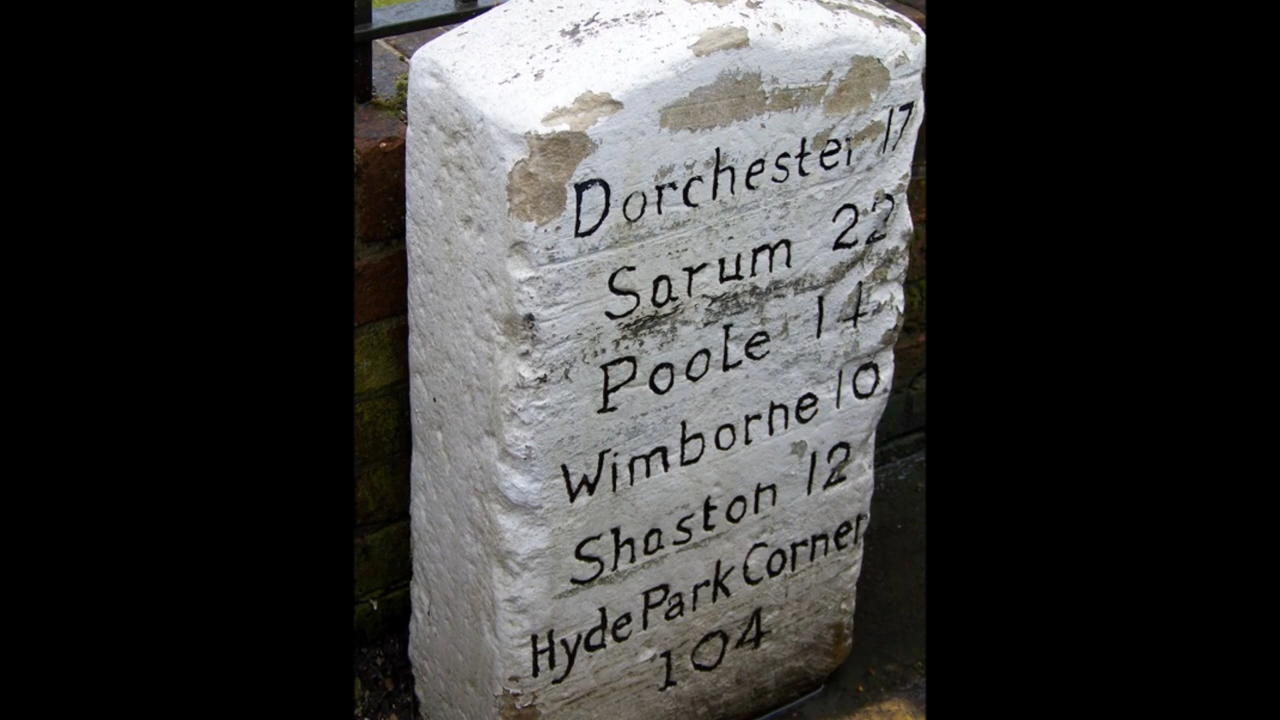 Dorchester 17
Sarum 22
Poole 14
Wimborne 10
Shaston 12
Hyde Park Corner
104